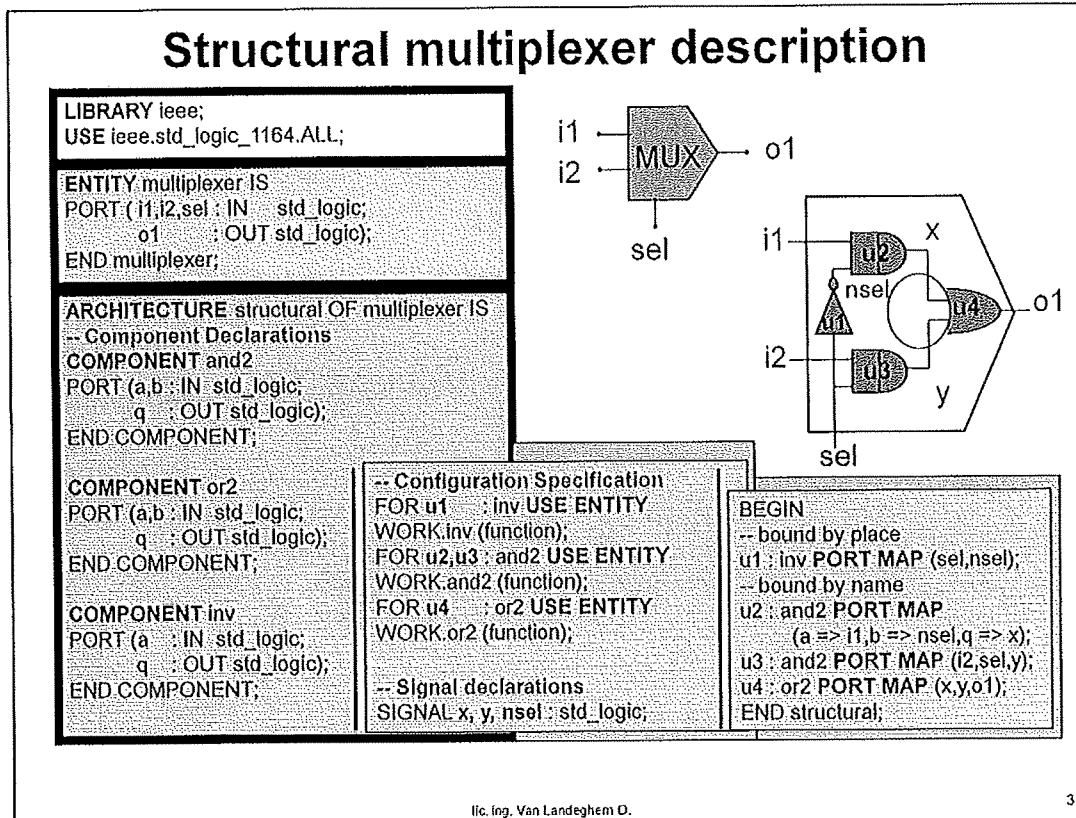 Structural multiplexer description
LIBRARY ieee;
USE ieee.std_logic_1164.ALL;
ENTITY multiplexer IS
PORT ( i1,i2,sel : IN std_logic;
o1 : OUT std_logic);
END multiplexer;
ARCHITECTURE structural OF multiplexer IS
-- Component Declarations
COMPONENT and2
PORT (a,b : IN std_logic;
q : OUT std_logic);
END COMPONENT;
COMPONENT or2
PORT (a,b : IN std_logic;
q : OUT std_logic);
END COMPONENT;
COMPONENT inv
PORT (a : IN std_logic;
q : OUT std_logic);
END COMPONENT;
-- Configuration Specification
FOR u1 : inv USE ENTITY
WORK.inv (function);
FOR u2,u3 : and2 USE ENTITY
WORK.and2 (function);
FOR u4 : or2 USE ENTITY
WORK.or2 (function);
-- Signal declarations
SIGNAL x, y, nsel : std_logic;
BEGIN
-- bound by place
u1 : inv PORT MAP (sel,nsel);
-- bound by name
u2 : and2 PORT MAP
(a => i1,b => nsel,q => x);
u3 : and2 PORT MAP (i2,sel,y);
u4 : or2 PORT MAP (x,y,o1);
END structural;
i1
i2
MUX
o1
sel
i1
u2
x
nsel
u1
u4
o1
i2
u3
y
sel
lic. ing. Van Landeghem D.
3